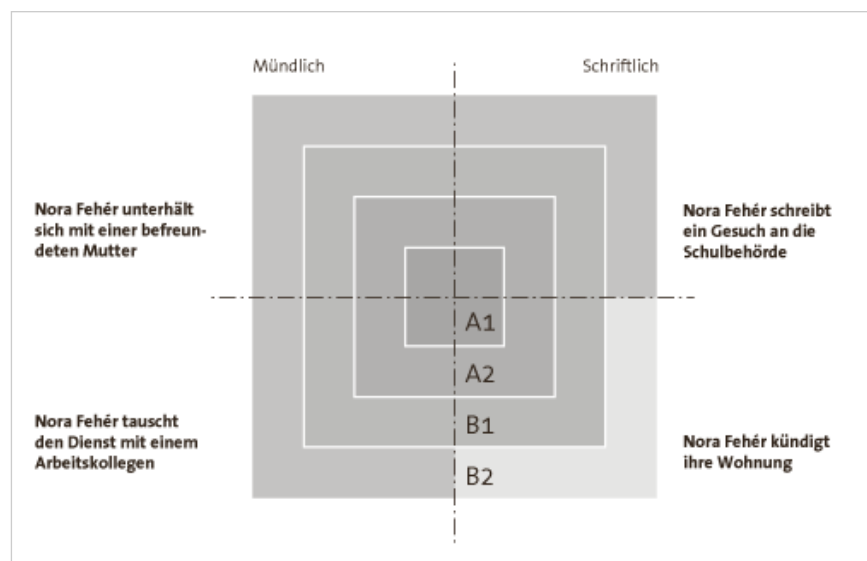 Mündlich
Schriftlich
Nora Fehér unterhält
sich mit einer befreun-
deten Mutter
Nora Fehér schreibt
ein Gesuch an die
Schulbehörde
A1
A2
B1
B2
Nora Fehér tauscht
den Dienst mit einem
Arbeitskollegen
Nora Fehér kündigt
ihre Wohnung